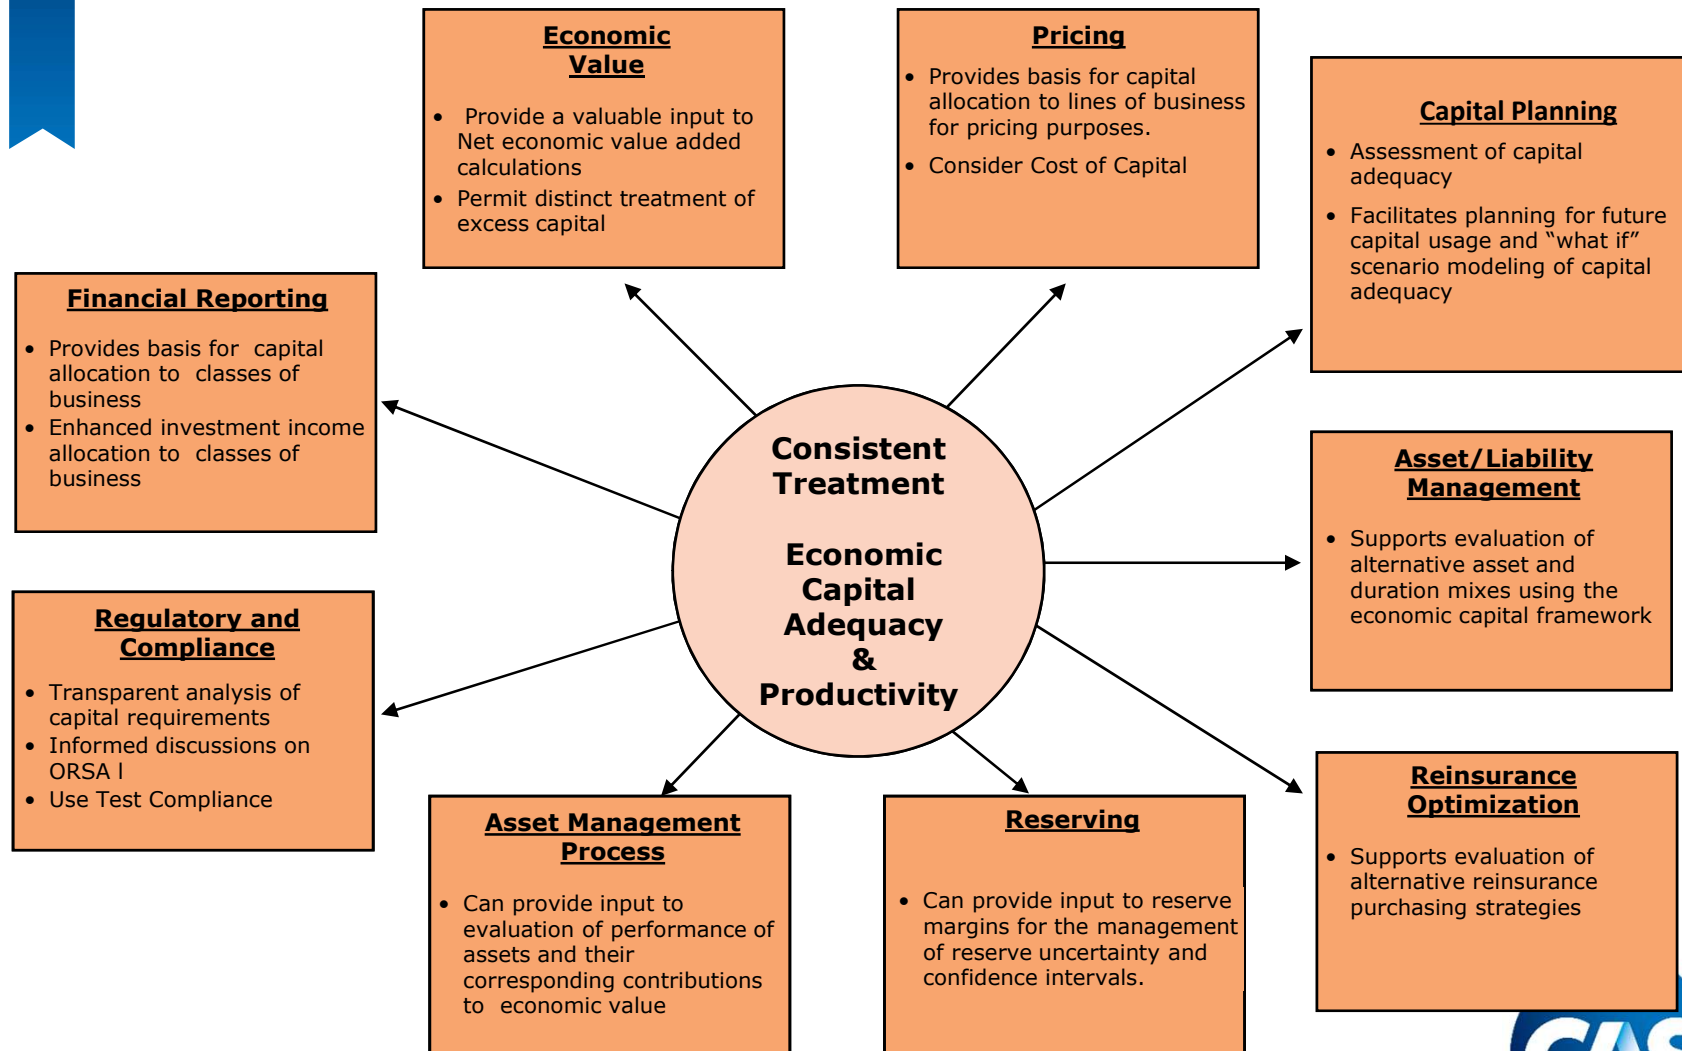 Economic
Value
•  Provide a valuable input to
Net economic value added
calculations
• Permit distinct treatment of
excess capital
Pricing
• Provides basis for capital
allocation to lines of business
for pricing purposes.
• Consider Cost of Capital
Capital Planning
• Assessment of capital
adequacy
• Facilitates planning for future
capital usage and “what if”
scenario modeling of capital
adequacy
Financial Reporting
• Provides basis for  capital
allocation to  classes of
business
• Enhanced investment income
allocation to  classes of
business
Consistent
Treatment
Economic
Capital
Adequacy
&
Productivity
Asset/Liability
Management
• Supports evaluation of
alternative asset and
duration mixes using the
economic capital framework
Regulatory and
Compliance
• Transparent analysis of
capital requirements
• Informed discussions on
ORSA l
• Use Test Compliance
Asset Management
Process
• Can provide input to
evaluation of performance of
assets and their
corresponding contributions
to  economic value
Reserving
• Can provide input to reserve
margins for the management
of reserve uncertainty and
confidence intervals.
Reinsurance
Optimization
• Supports evaluation of
alternative reinsurance
purchasing strategies
CAS